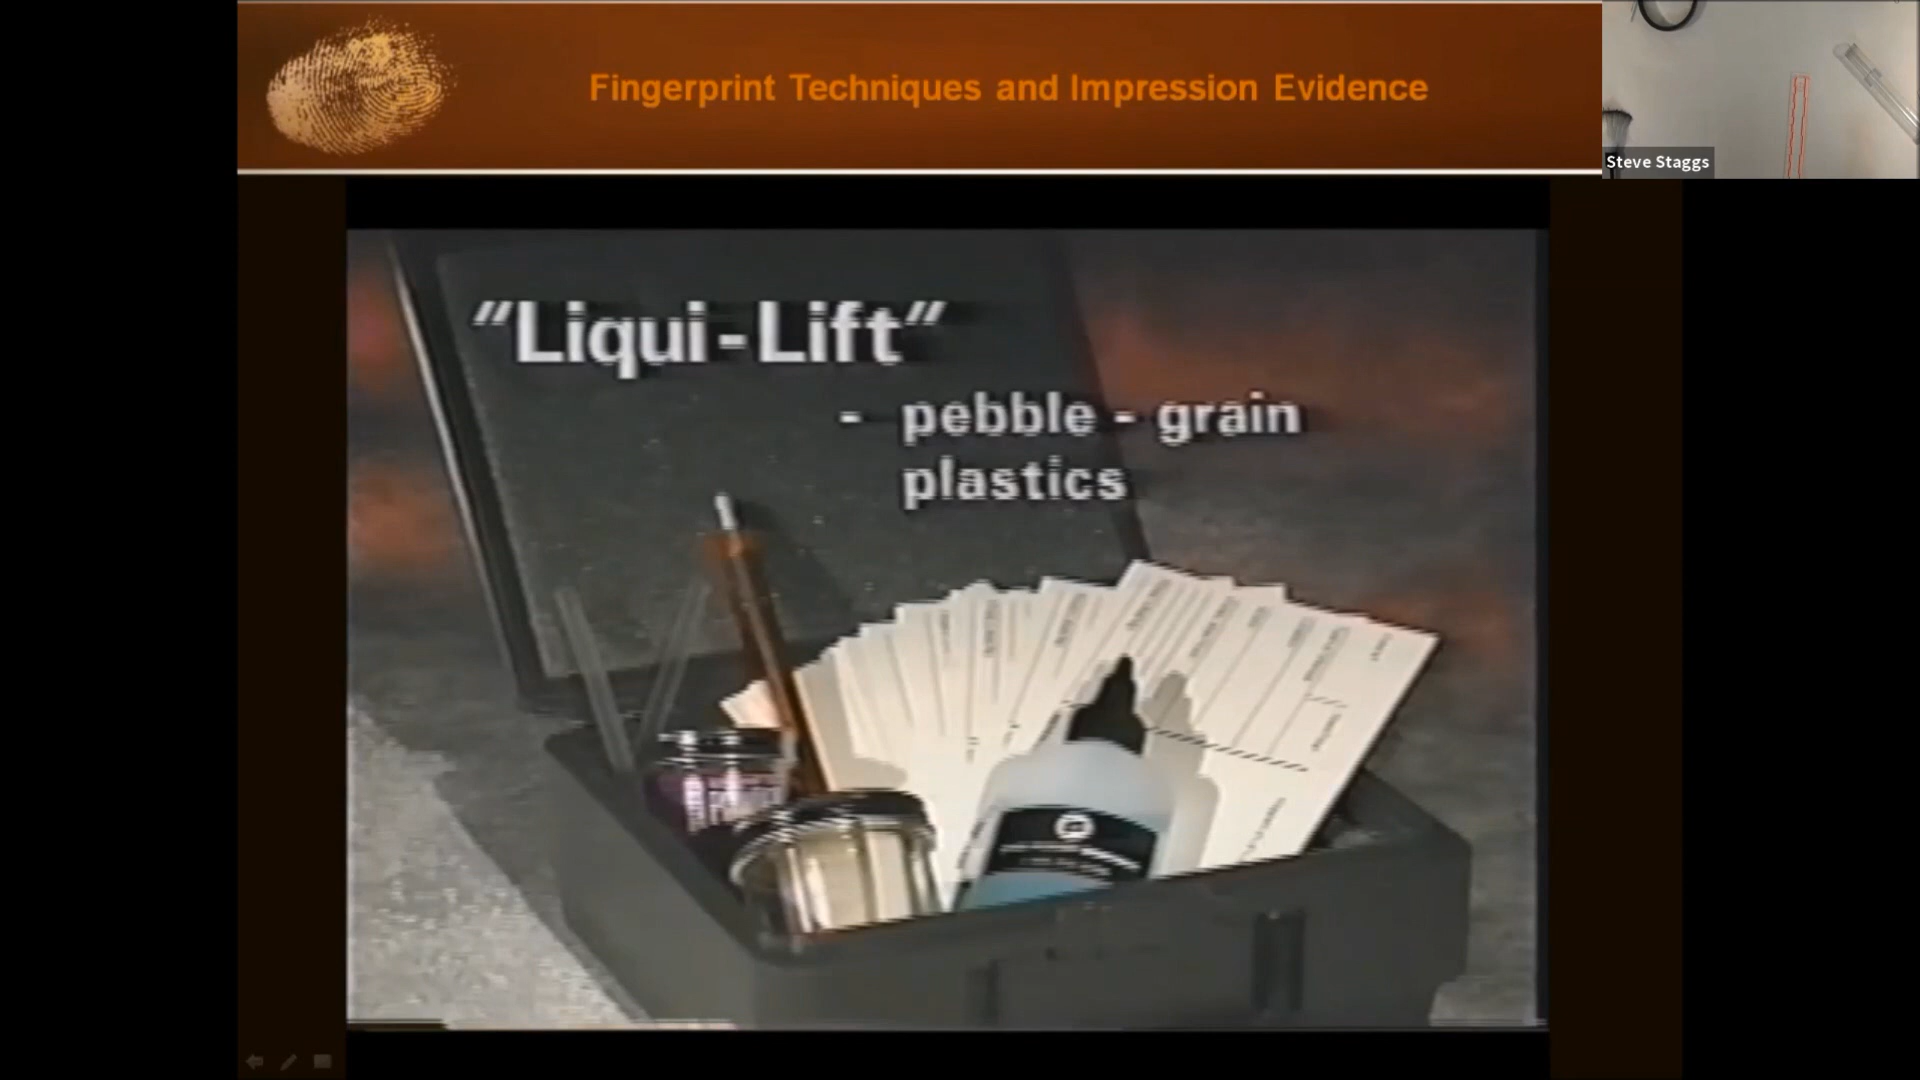 Fingerprint Techniques and Impression Evidence
Steve Staggs
"Liqui-Lift"
- pebble - grain
plastics